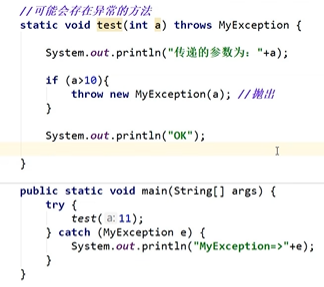 //可能会存在异常的方法
static void test(int a) throws MyException {
System.out.println("传递的参数为："+a);
if (a>10){
throw new MyException(a); //抛出
}
System.out.println("OK");
}
public static void main(String[] args) {
try {
test( a: 11);
} catch (MyException e) {
System.out.println("MyException=>"+e);
}
}